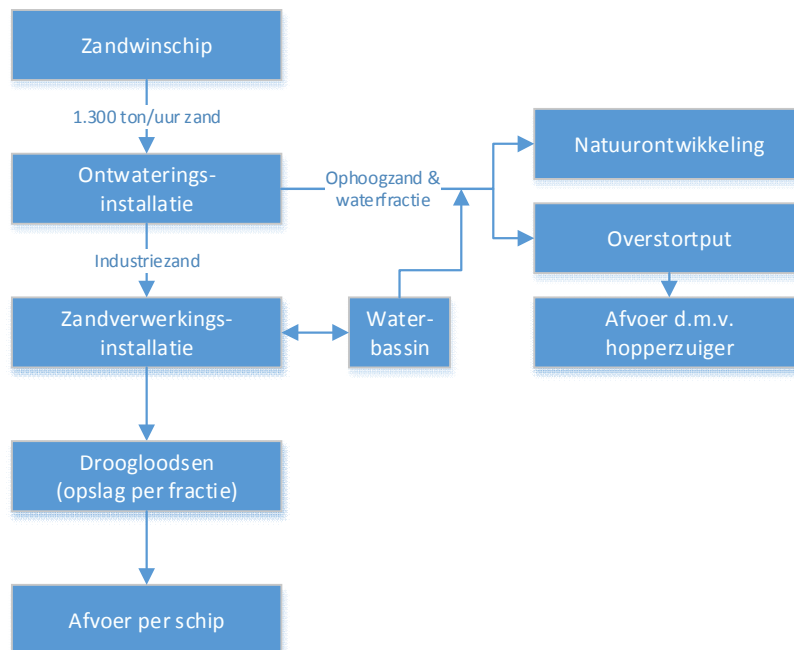 Zandwinschip
1.300 ton/uur zand
Ontwaterings-
installatie
Ophoogzand &
waterfractie
Natuurontwikkeling
Overstortput
Industriezand
Zandverwerkings-
installatie
Water-
bassin
Afvoer d.m.v.
hopperzuiger
Droogloodsen
(opslag per fractie)
Afvoer per schip